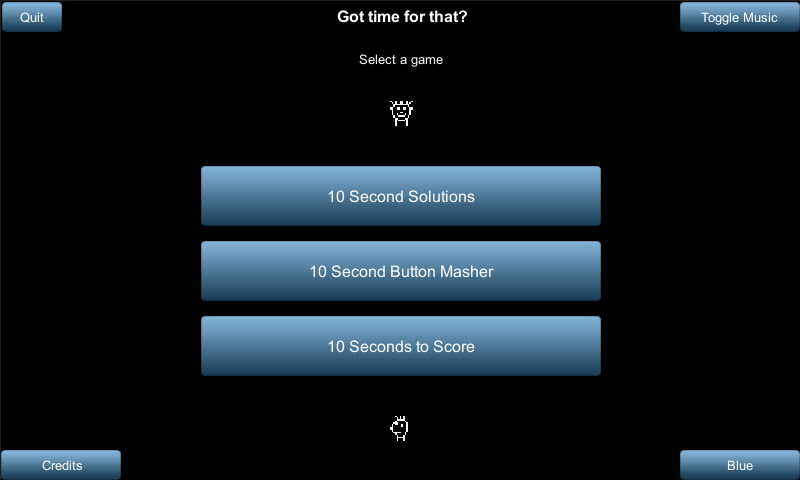 Quit
Got time for that?
Toggle Music
Select a game
10 Second Solutions
10 Second Button Masher
10 Seconds to Score
Credits
Blue